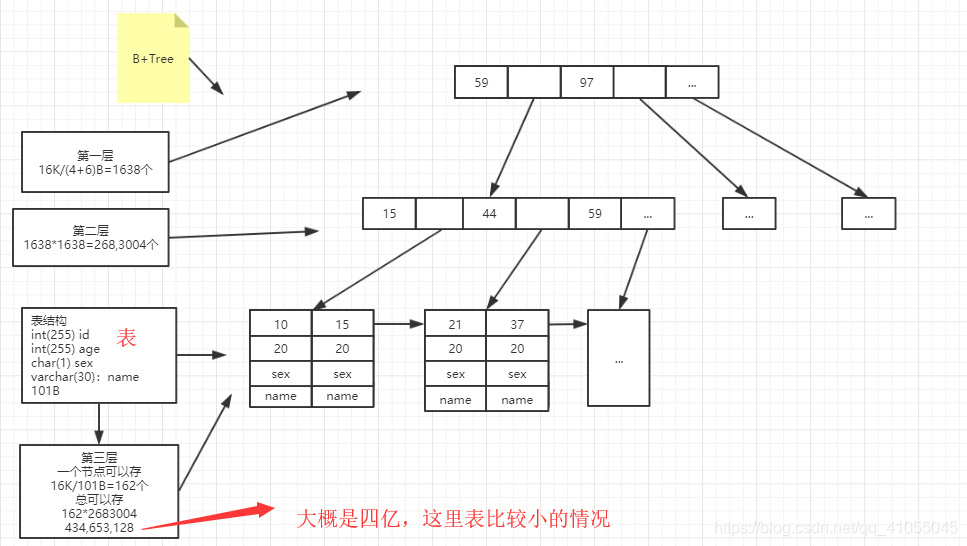 B+Tree
59 97 ...
第一层
16K/(4+6)B=1638个
15 44 59 ...
...
...
第二层
1638*1638=268,3004个
表结构
int(255) id
int(255) age
char(1) sex
varchar(30)：name
101B
表
10 15
20 20
sex sex
name name
21 37
20 20
sex sex
name name
...
第三层
一个节点可以存
16K/101B=162个
总可以存
162*2683004
434,653,128
大概是四亿，这里表比较小的情况
https://blog.csdn.net/qq_41055045